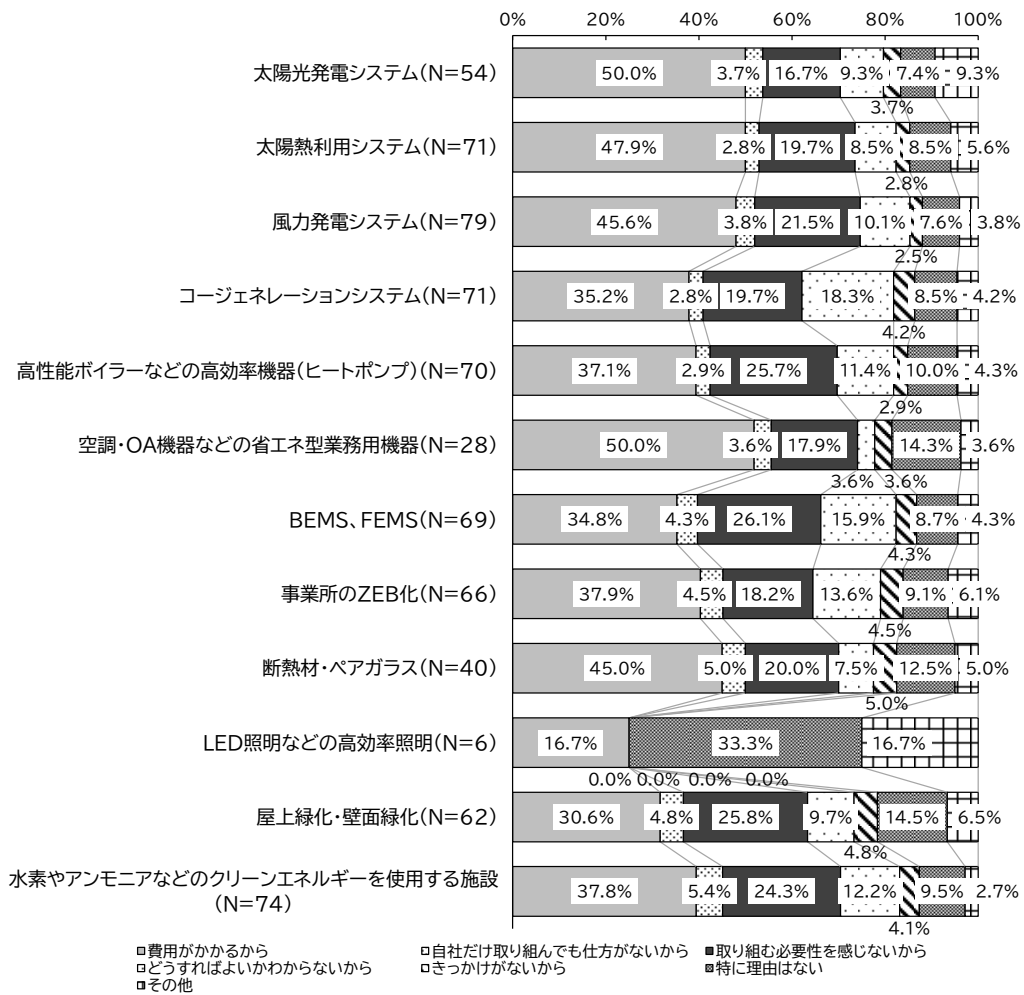 0% 20% 40% 60% 80% 100%
太陽光発電システム(N=54) 50.0% 3.7% 16.7% 9.3% 7.4% 9.3%
3.7%
太陽熱利用システム(N=71) 47.9% 2.8% 19.7% 8.5% 8.5% 5.6%
2.8%
風力発電システム(N=79) 45.6% 3.8% 21.5% 10.1% 7.6% 3.8%
2.5%
コージェネレーションシステム(N=71) 35.2% 2.8% 19.7% 18.3% 8.5% 4.2%
4.2%
高性能ボイラーなどの高効率機器(ヒートポンプ)(N=70) 37.1% 2.9% 25.7% 11.4% 10.0% 4.3%
2.9%
空調・OA機器などの省エネ型業務用機器(N=28) 50.0% 3.6% 17.9% 14.3% 3.6%
3.6% 3.6%
BEMS、FEMS(N=69) 34.8% 4.3% 26.1% 15.9% 8.7% 4.3%
4.3%
事業所のZEB化(N=66) 37.9% 4.5% 18.2% 13.6% 9.1% 6.1%
4.5%
断熱材・ペアガラス(N=40) 45.0% 5.0% 20.0% 7.5% 12.5% 5.0%
5.0%
LED照明などの高効率照明(N=6) 16.7% 33.3% 16.7%
0.0% 0.0% 0.0% 0.0%
屋上緑化・壁面緑化(N=62) 30.6% 4.8% 25.8% 9.7% 14.5% 6.5%
4.8%
水素やアンモニアなどのクリーンエネルギーを使用する施設
(N=74) 37.8% 5.4% 24.3% 12.2% 9.5% 2.7%
4.1%
費用がかかるから 自社だけ取り組んでも仕方がないから 取り組む必要性を感じないから
どうすればよいかわからないから きっかけがないから 特に理由はない
その他